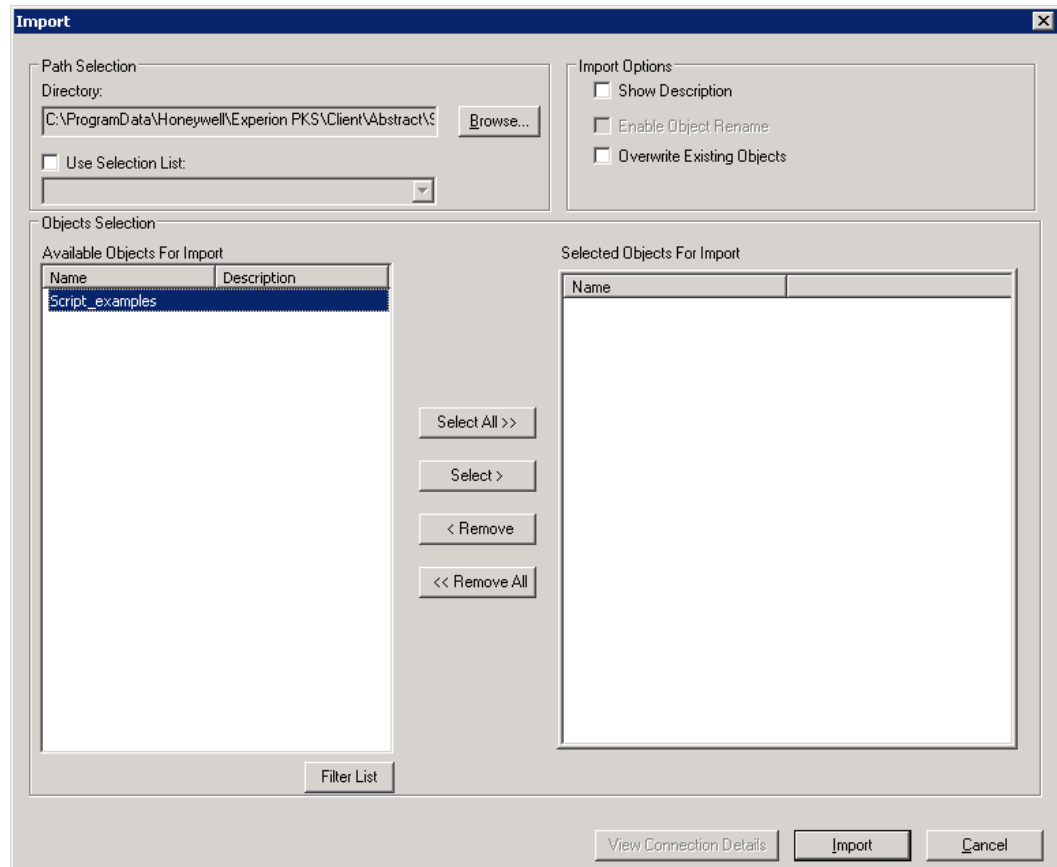 Import
Path Selection
Directory:
C:\ProgramData\Honeywell\Experion PKS\Client\Abstract\
Browse...
Use Selection List:
Import Options
Show Description
Enable Object Rename
Overwrite Existing Objects
Objects Selection
Available Objects For Import
Name Description
Script_examples
Filter List
Select All >>
Select >
< Remove
<< Remove All
Selected Objects For Import
Name
View Connection Details Import Cancel